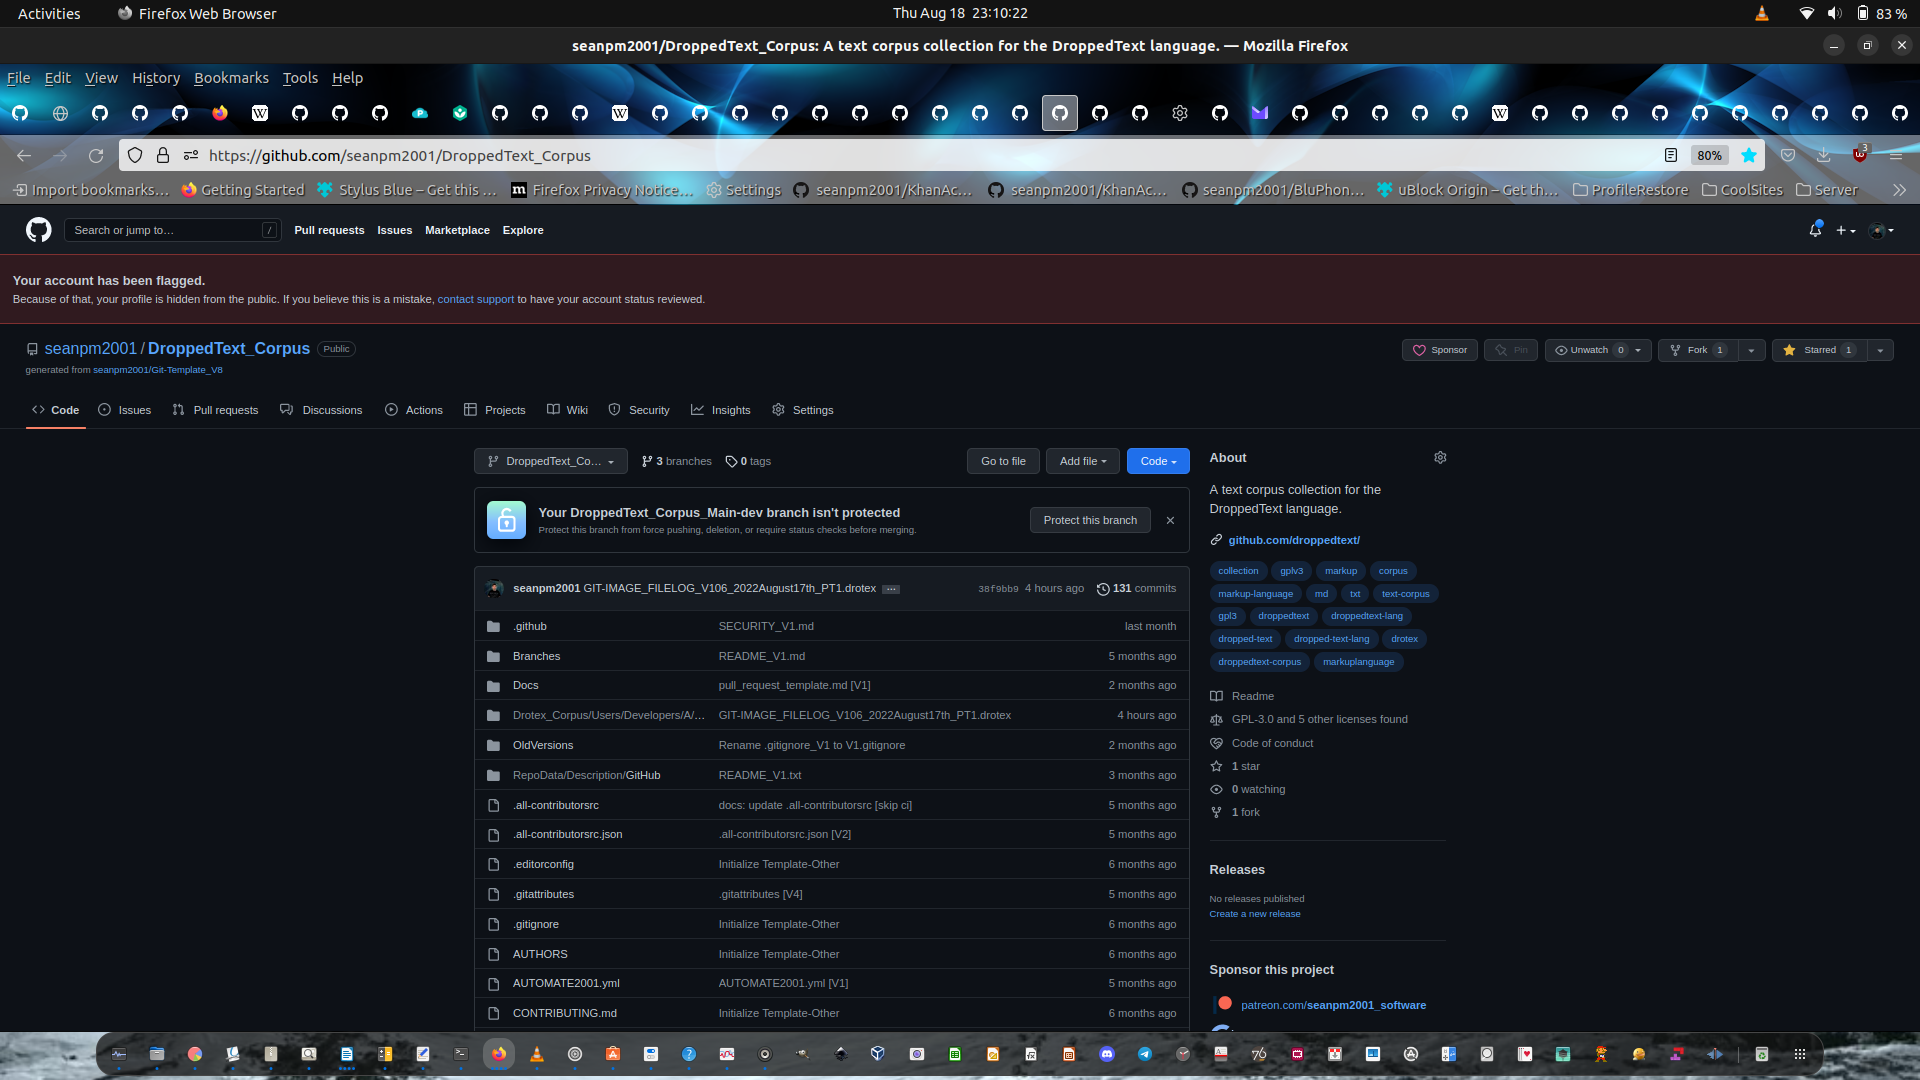 Activities Firefox Web Browser Thu Aug 18 23:10:22 83 %
seanpm2001/DroppedText_Corpus: A text corpus collection for the DroppedText language. — Mozilla Firefox
File Edit View History Bookmarks Tools Help
https://github.com/seanpm2001/DroppedText_Corpus 80% 3
Import bookmarks… Getting Started Stylus Blue – Get this … Firefox Privacy Notice… Settings seanpm2001/KhanAc… seanpm2001/KhanAc… seanpm2001/BluPhon… uBlock Origin – Get th… ProfileRestore CoolSites Server
Search or jump to… / Pull requests Issues Marketplace Explore
Your account has been flagged.
Because of that, your profile is hidden from the public. If you believe this is a mistake, contact support to have your account status reviewed.
seanpm2001 / DroppedText_Corpus Public Sponsor Pin Unwatch 0 Fork 1 Starred 1
generated from seanpm2001/Git-Template_V8
Code Issues Pull requests Discussions Actions Projects Wiki Security Insights Settings
DroppedText_Co… 3 branches 0 tags Go to file Add file Code
Your DroppedText_Corpus_Main-dev branch isn't protected
Protect this branch from force pushing, deletion, or require status checks before merging.
Protect this branch
seanpm2001 GIT-IMAGE_FILELOG_V106_2022August17th_PT1.drotex … 38f9bb9 4 hours ago 131 commits
.github SECURITY_V1.md last month
Branches README_V1.md 5 months ago
Docs pull_request_template.md [V1] 2 months ago
Drotex_Corpus/Users/Developers/A/… GIT-IMAGE_FILELOG_V106_2022August17th_PT1.drotex 4 hours ago
OldVersions Rename .gitignore_V1 to V1.gitignore 2 months ago
RepoData/Description/GitHub README_V1.txt 3 months ago
.all-contributorsrc docs: update .all-contributorsrc [skip ci] 5 months ago
.all-contributorsrc.json .all-contributorsrc.json [V2] 5 months ago
.editorconfig Initialize Template-Other 6 months ago
.gitattributes .gitattributes [V4] 5 months ago
.gitignore Initialize Template-Other 6 months ago
AUTHORS Initialize Template-Other 6 months ago
AUTOMATE2001.yml AUTOMATE2001.yml [V1] 5 months ago
CONTRIBUTING.md Initialize Template-Other 6 months ago
About
A text corpus collection for the
DroppedText language.
github.com/droppedtext/
collection gplv3 markup corpus
markup-language md txt text-corpus
gpl3 droppedtext droppedtext-lang
dropped-text dropped-text-lang drotex
droppedtext-corpus markuplanguage
Readme
GPL-3.0 and 5 other licenses found
Code of conduct
1 star
0 watching
1 fork
Releases
No releases published
Create a new release
Sponsor this project
patreon.com/seanpm2001_software